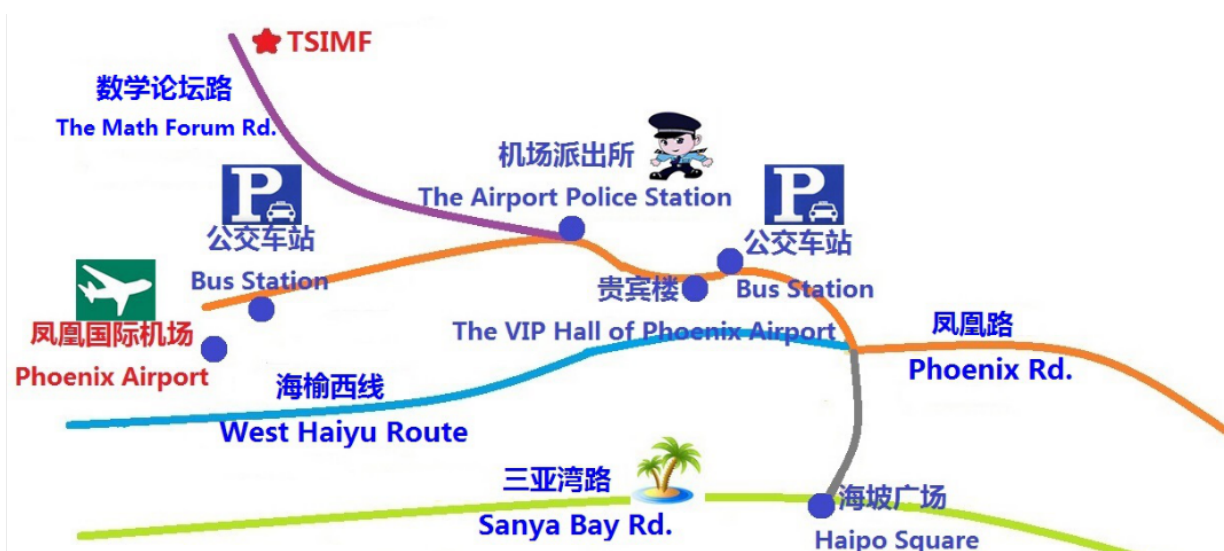 TSIMF
数学论坛路
The Math Forum Rd.
机场派出所
The Airport Police Station
P
公交车站
Bus Station
P
公交车站
Bus Station
贵宾楼
The VIP Hall of Phoenix Airport
凤凰国际机场
Phoenix Airport
凤凰路
Phoenix Rd.
海榆西线
West Haiyu Route
三亚湾路
Sanya Bay Rd.
海坡广场
Haipo Square